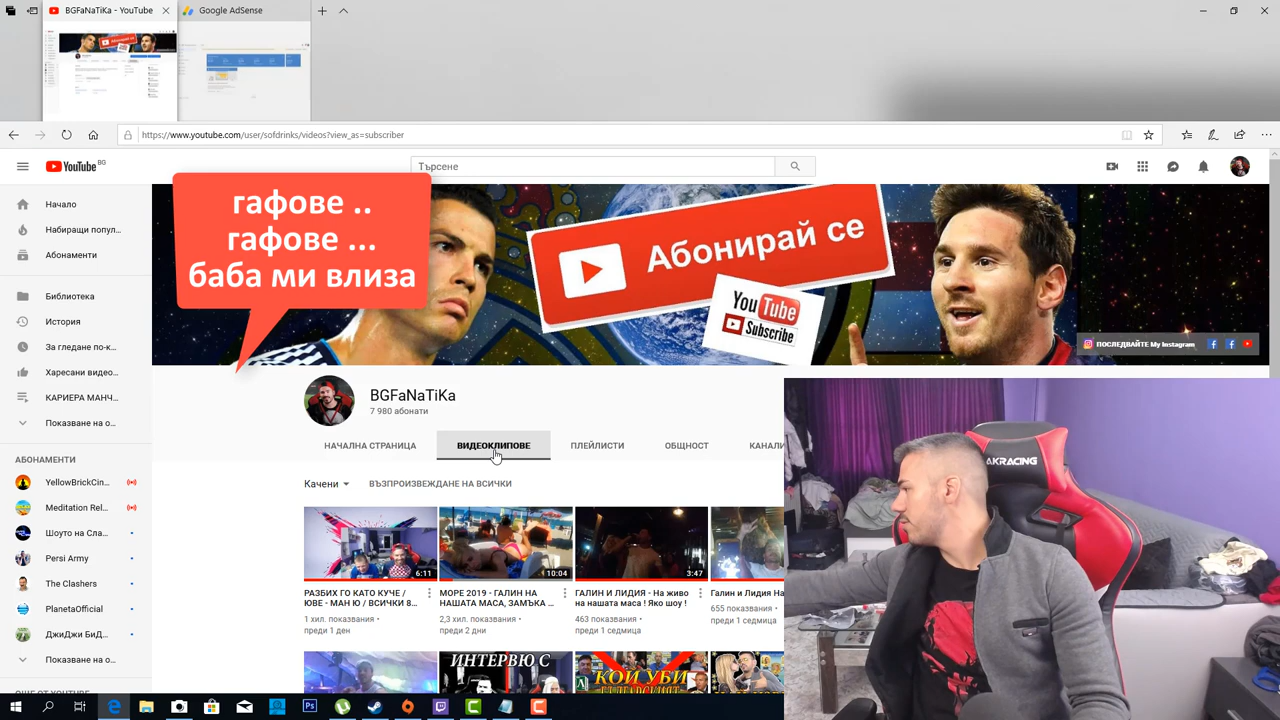 BGFaNaTiKa - YouTube
Google AdSense
https://www.youtube.com/user/sofdrinks/videos?view_as=subscriber
YouTube BG
Търсене
гафове ..
гафове ...
баба ми влиза
Абонирай се
YouTube
Subscribe
ПОСЛЕДВАЙТЕ My Instagram
Начало
Набиращи попул...
Абонаменти
Библиотека
История
За гледане по-к...
Харесани видео...
КАРИЕРА МАНЧ...
Показване на о...
АБОНАМЕНТИ
YellowBrickCin...
Meditation Rel...
Шоуто на Сла...
Persi Army
The Clashers
PlanetaOfficial
ДжиДжи БиД...
Показване на о...
ОЩЕ ОТ YOUTUBE
BGFaNaTiKa
7 980 абонати
НАЧАЛНА СТРАНИЦА
ВИДЕОКЛИПОВЕ
ПЛЕЙЛИСТИ
ОБЩНОСТ
КАНАЛИ
Качени
ВЪЗПРОИЗВЕЖДАНЕ НА ВСИЧКИ
6:11
10:04
3:47
РАЗБИХ ГО КАТО КУЧЕ /
ЮВЕ - МАН Ю / ВСИЧКИ 8...
1 хил. показвания •
преди 1 ден
МОРЕ 2019 - ГАЛИН НА
НАШАТА МАСА, ЗАМЪКА ...
2,3 хил. показвания •
преди 2 дни
ГАЛИН И ЛИДИЯ - На живо
на нашата маса ! Яко шоу !
463 показвания •
преди 1 седмица
Галин и Лидия На
655 показвания •
преди 1 седмица
ИНТЕРВЮ С
КОЙ УБИ
БЪЛГАРСКИЯТ
AKRACING